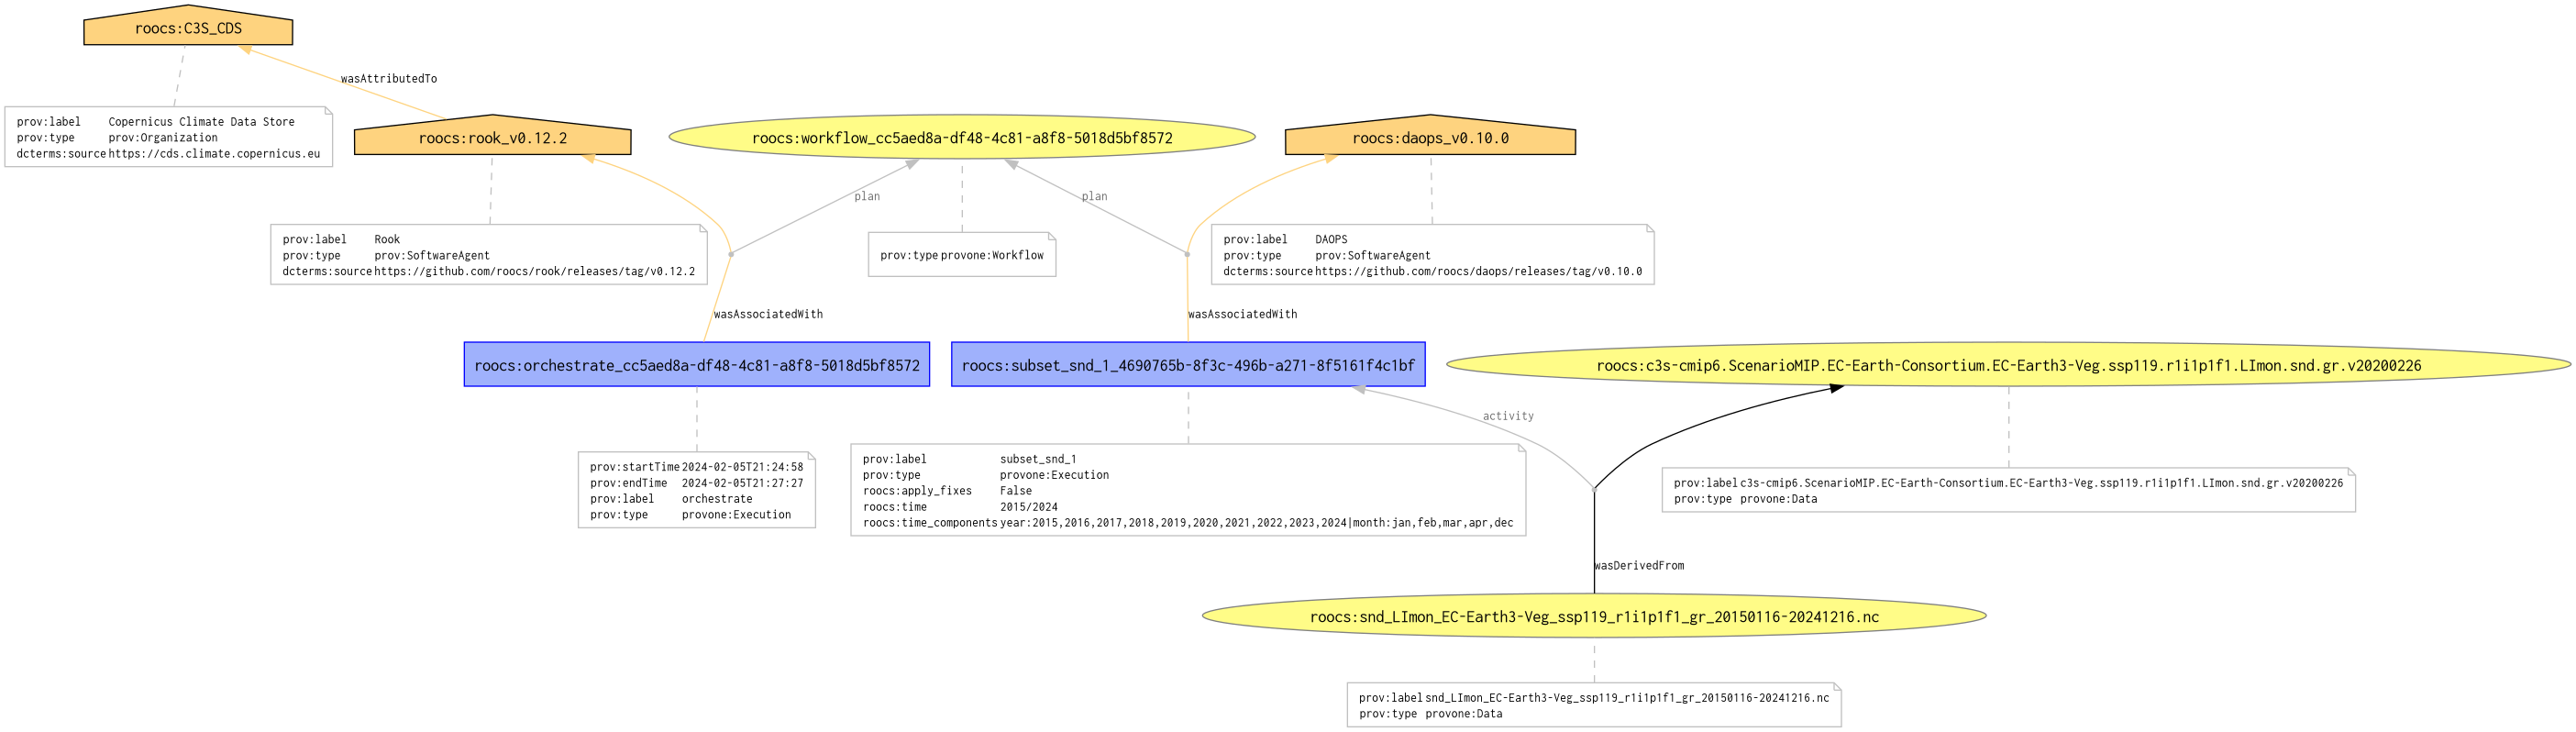 roocs:C3S_CDS
wasAttributedTo
prov:label Copernicus Climate Data Store
prov:type prov:Organization
dcterms:source https://cds.climate.copernicus.eu
roocs:rook_v0.12.2
roocs:workflow_cc5aed8a-df48-4c81-a8f8-5018d5bf8572
roocs:daops_v0.10.0
plan
plan
prov:label Rook
prov:type prov:SoftwareAgent
dcterms:source https://github.com/roocs/rook/releases/tag/v0.12.2
prov:type provone:Workflow
prov:label DAOPS
prov:type prov:SoftwareAgent
dcterms:source https://github.com/roocs/daops/releases/tag/v0.10.0
wasAssociatedWith
wasAssociatedWith
roocs:orchestrate_cc5aed8a-df48-4c81-a8f8-5018d5bf8572
roocs:subset_snd_1_4690765b-8f3c-496b-a271-8f5161f4c1bf
roocs:c3s-cmip6.ScenarioMIP.EC-Earth-Consortium.EC-Earth3-Veg.ssp119.r1i1p1f1.LImon.snd.gr.v20200226
activity
prov:startTime 2024-02-05T21:24:58
prov:endTime 2024-02-05T21:27:27
prov:label orchestrate
prov:type provone:Execution
prov:label subset_snd_1
prov:type provone:Execution
roocs:apply_fixes False
roocs:time 2015/2024
roocs:time_components year:2015,2016,2017,2018,2019,2020,2021,2022,2023,2024|month:jan,feb,mar,apr,dec
prov:label c3s-cmip6.ScenarioMIP.EC-Earth-Consortium.EC-Earth3-Veg.ssp119.r1i1p1f1.LImon.snd.gr.v20200226
prov:type provone:Data
wasDerivedFrom
roocs:snd_LImon_EC-Earth3-Veg_ssp119_r1i1p1f1_gr_20150116-20241216.nc
prov:label snd_LImon_EC-Earth3-Veg_ssp119_r1i1p1f1_gr_20150116-20241216.nc
prov:type provone:Data